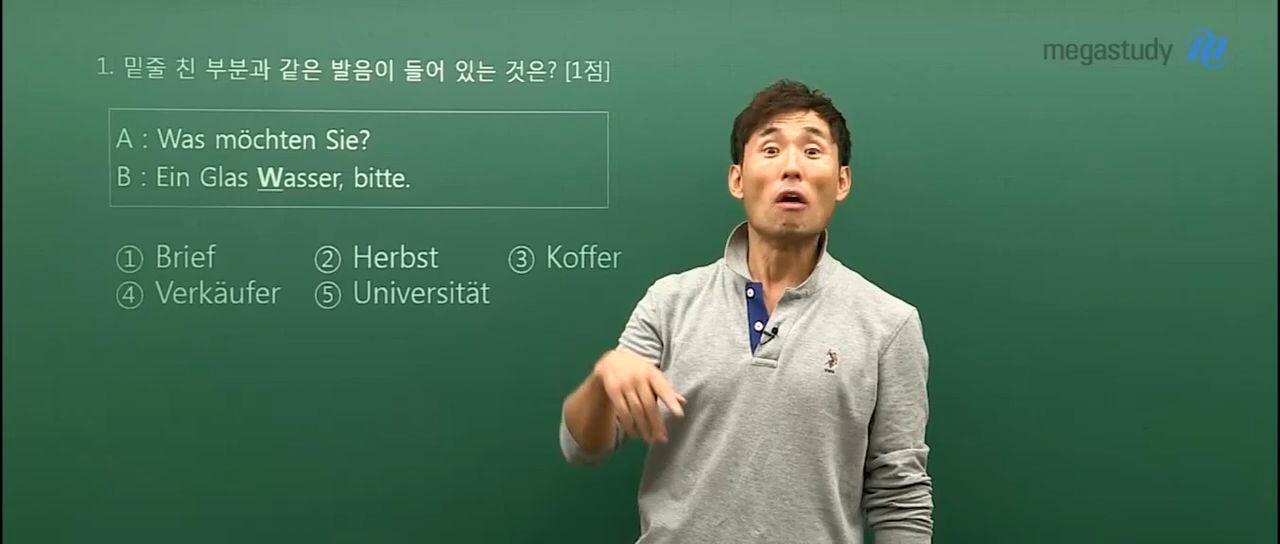 megastudy
1. 밑줄 친 부분과 같은 발음이 들어 있는 것은? [1점]
A : Was möchten Sie?
B : Ein Glas Wasser, bitte.
① Brief ② Herbst ③ Koffer
④ Verkäufer ⑤ Universität